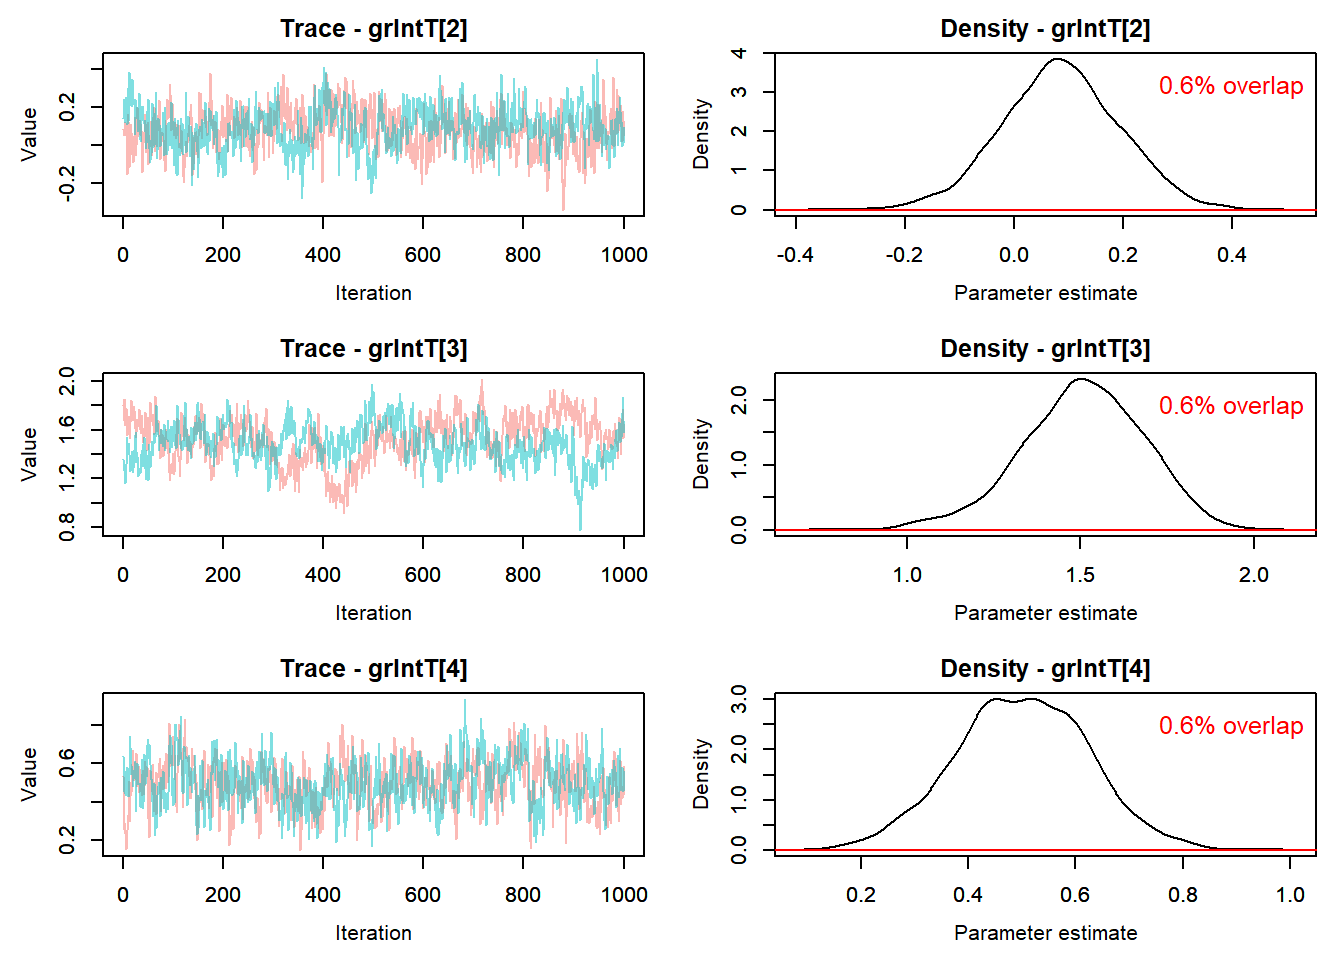 Trace - grIntT[2]
Value
-0.2
0.2
0
200
400
600
800
1000
Iteration
Density - grIntT[2]
0.6% overlap
Density
0
1
2
3
4
-0.4
-0.2
0.0
0.2
0.4
Parameter estimate
Trace - grIntT[3]
Value
0.8
1.2
1.6
2.0
0
200
400
600
800
1000
Iteration
Density - grIntT[3]
0.6% overlap
Density
0.0
1.0
2.0
1.0
1.5
2.0
Parameter estimate
Trace - grIntT[4]
Value
0.2
0.6
0
200
400
600
800
1000
Iteration
Density - grIntT[4]
0.6% overlap
Density
0.0
1.0
2.0
3.0
0.2
0.4
0.6
0.8
1.0
Parameter estimate